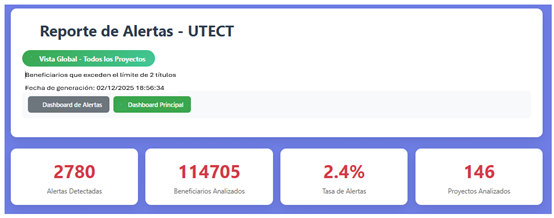 Reporte de Alertas - UTECT
Vista Global - Todos los Proyectos
Beneficiarios que exceden el límite de 2 títulos
Fecha de generación: 02/12/2025 16:56:34
Dashboard de Alertas Dashboard Principal
2780 114705 2.4% 146
Alertas Detectadas Beneficiarios Analizados Tasa de Alertas Proyectos Analizados